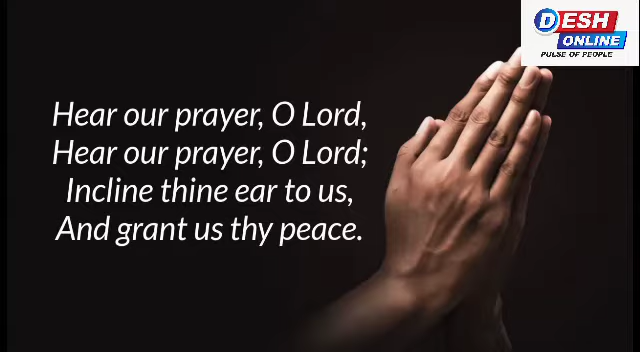 DESH
ONLINE
PULSE OF PEOPLE
Hear our prayer, O Lord,
Hear our prayer, O Lord;
Incline thine ear to us,
And grant us thy peace.